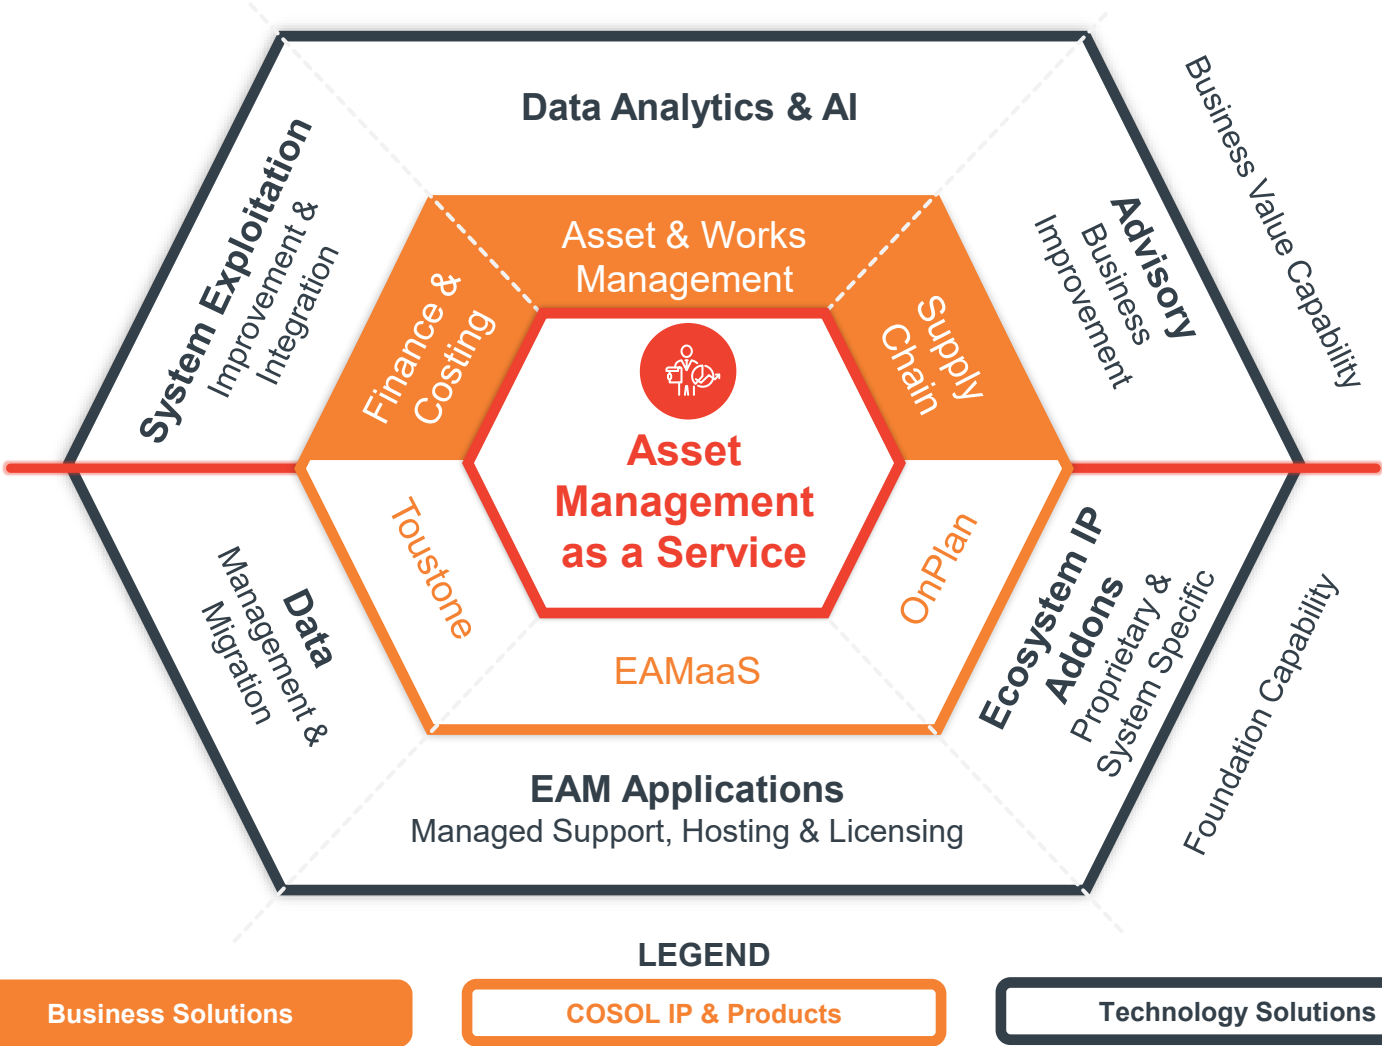 Data Analytics & AI
System Exploitation
Improvement &
Integration
Advisory
Business
Improvement
Business Value Capability
Asset & Works
Management
Finance &
Costing
Supply
Chain
Asset
Management
as a Service
Toustone
OnPlan
EAMaaS
Data
Management &
Migration
Ecosystem IP
Addons
Proprietary &
System Specific
Foundation Capability
EAM Applications
Managed Support, Hosting & Licensing
LEGEND
Business Solutions
COSOL IP & Products
Technology Solutions